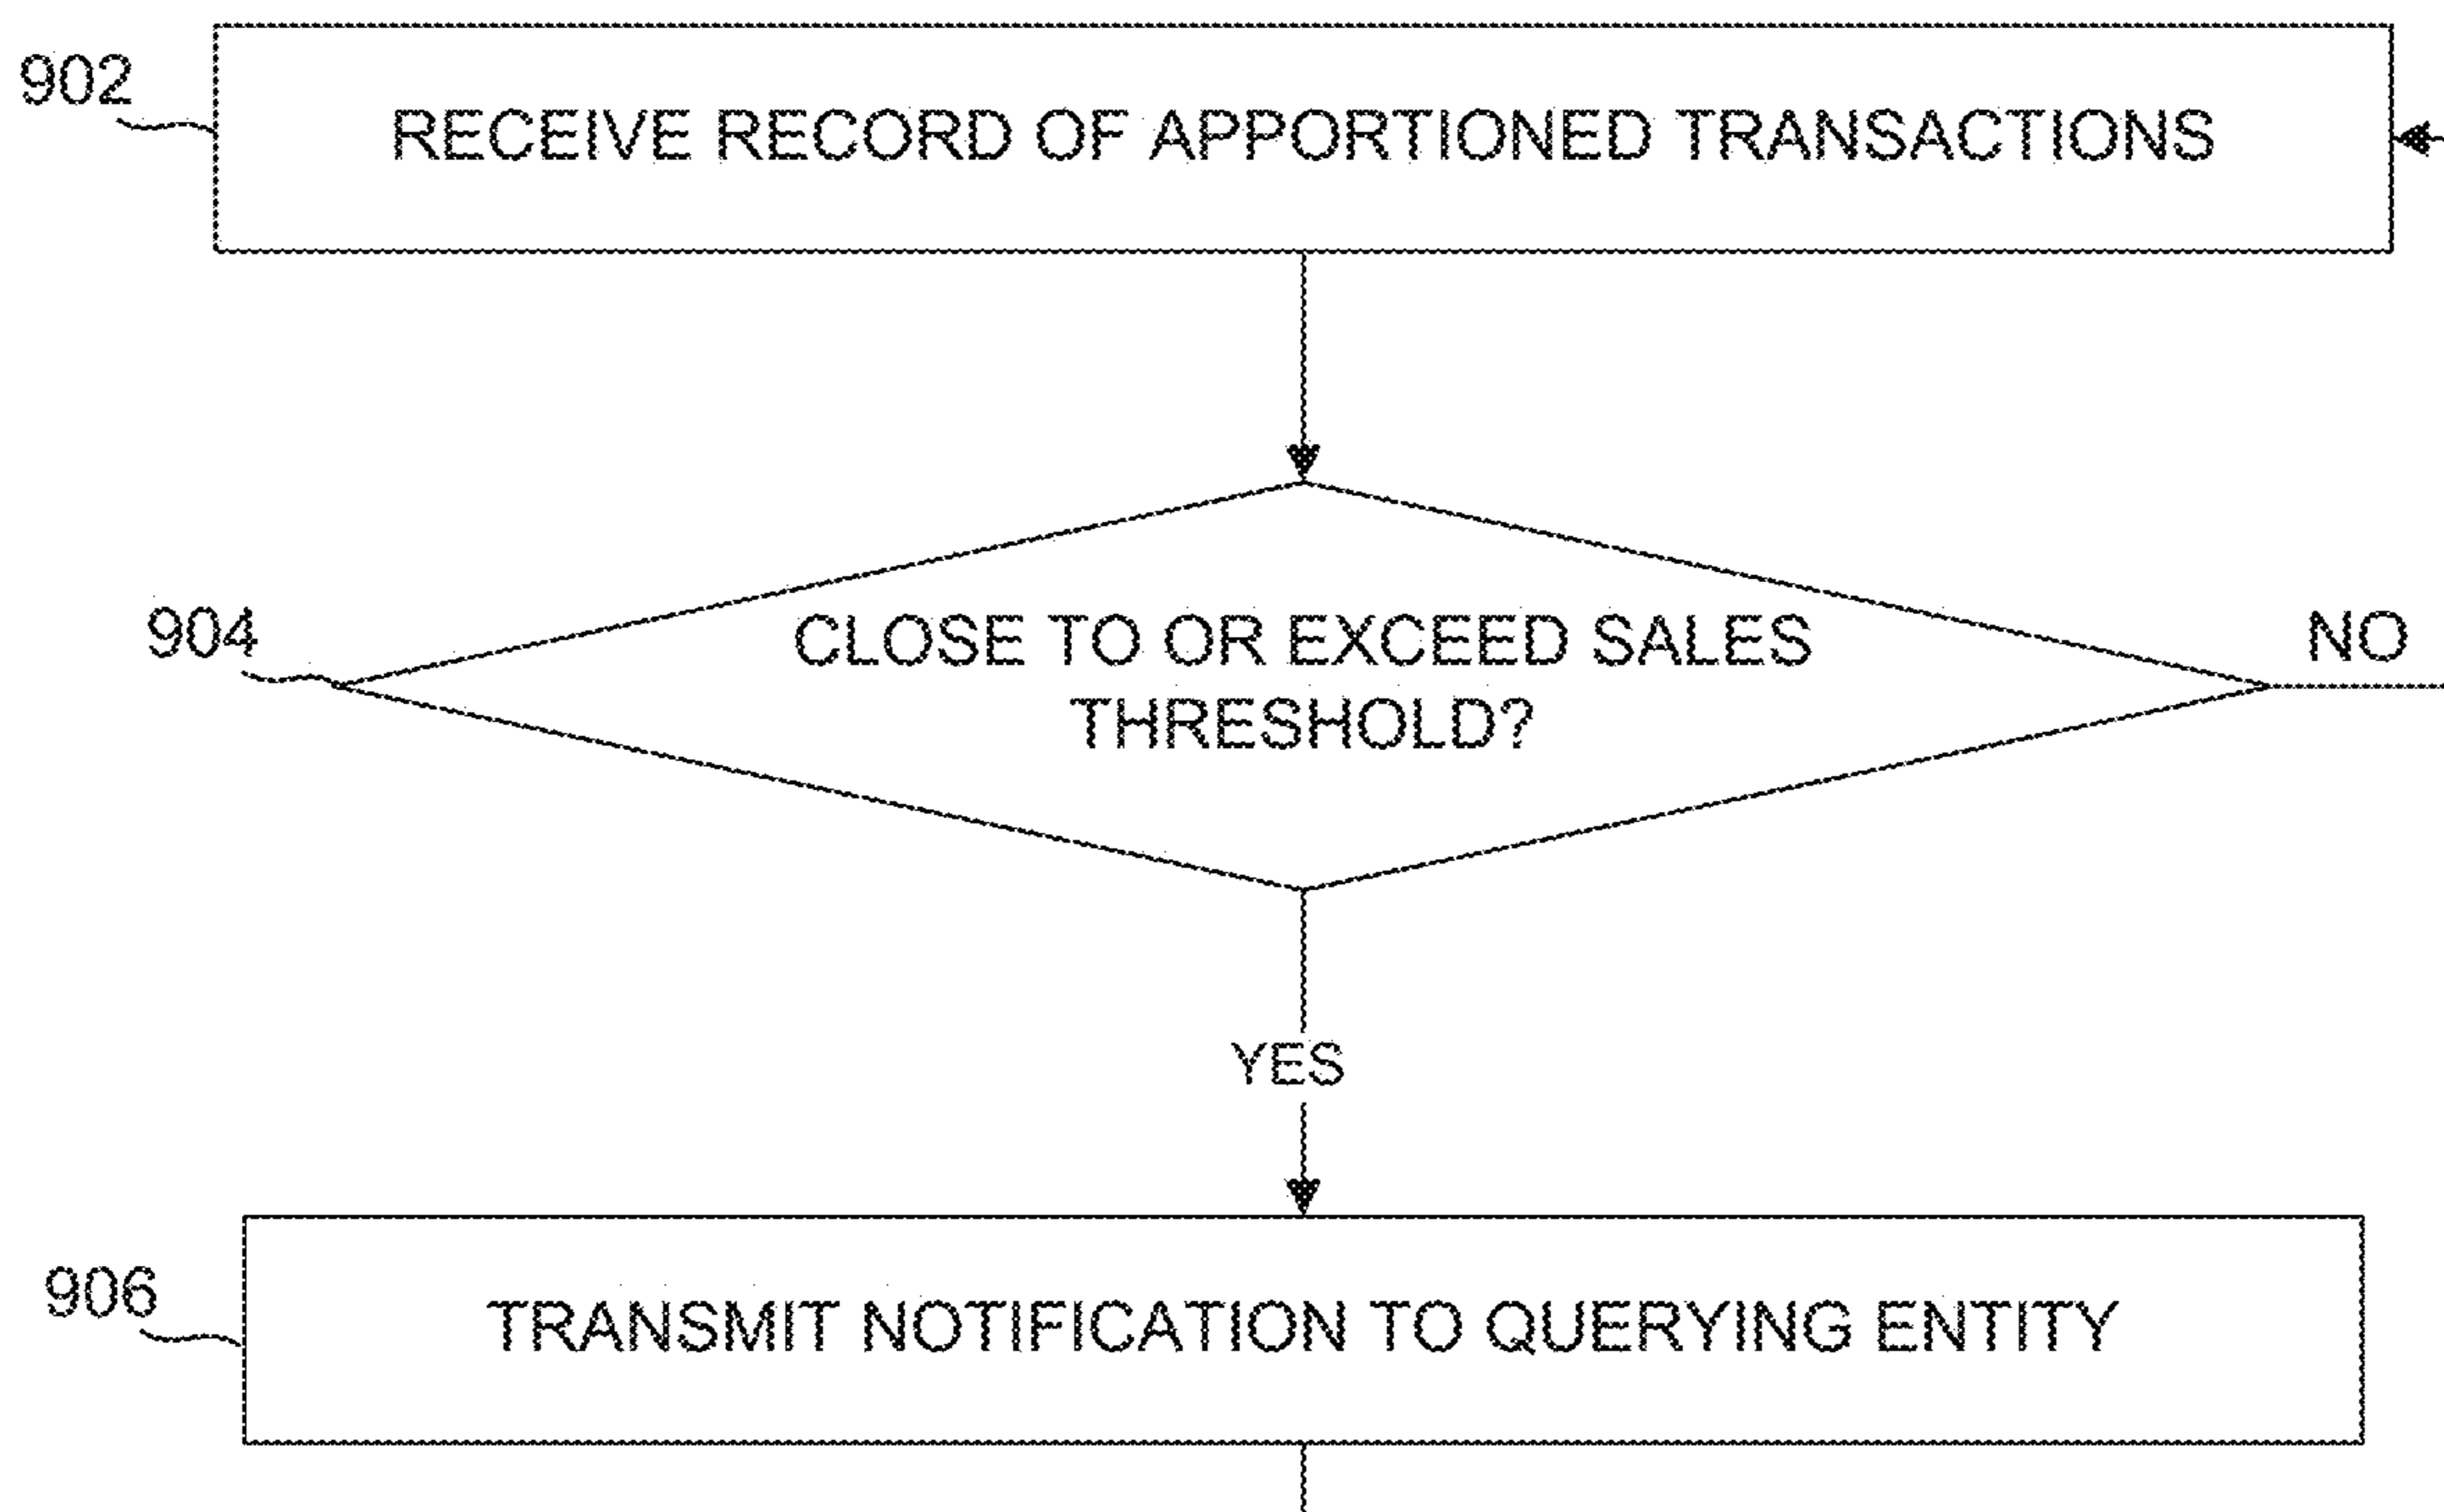 902
RECEIVE RECORD OF APPORTIONED TRANSACTIONS
904
CLOSE TO OR EXCEED SALES
THRESHOLD?
NO
YES
906
TRANSMIT NOTIFICATION TO QUERYING ENTITY